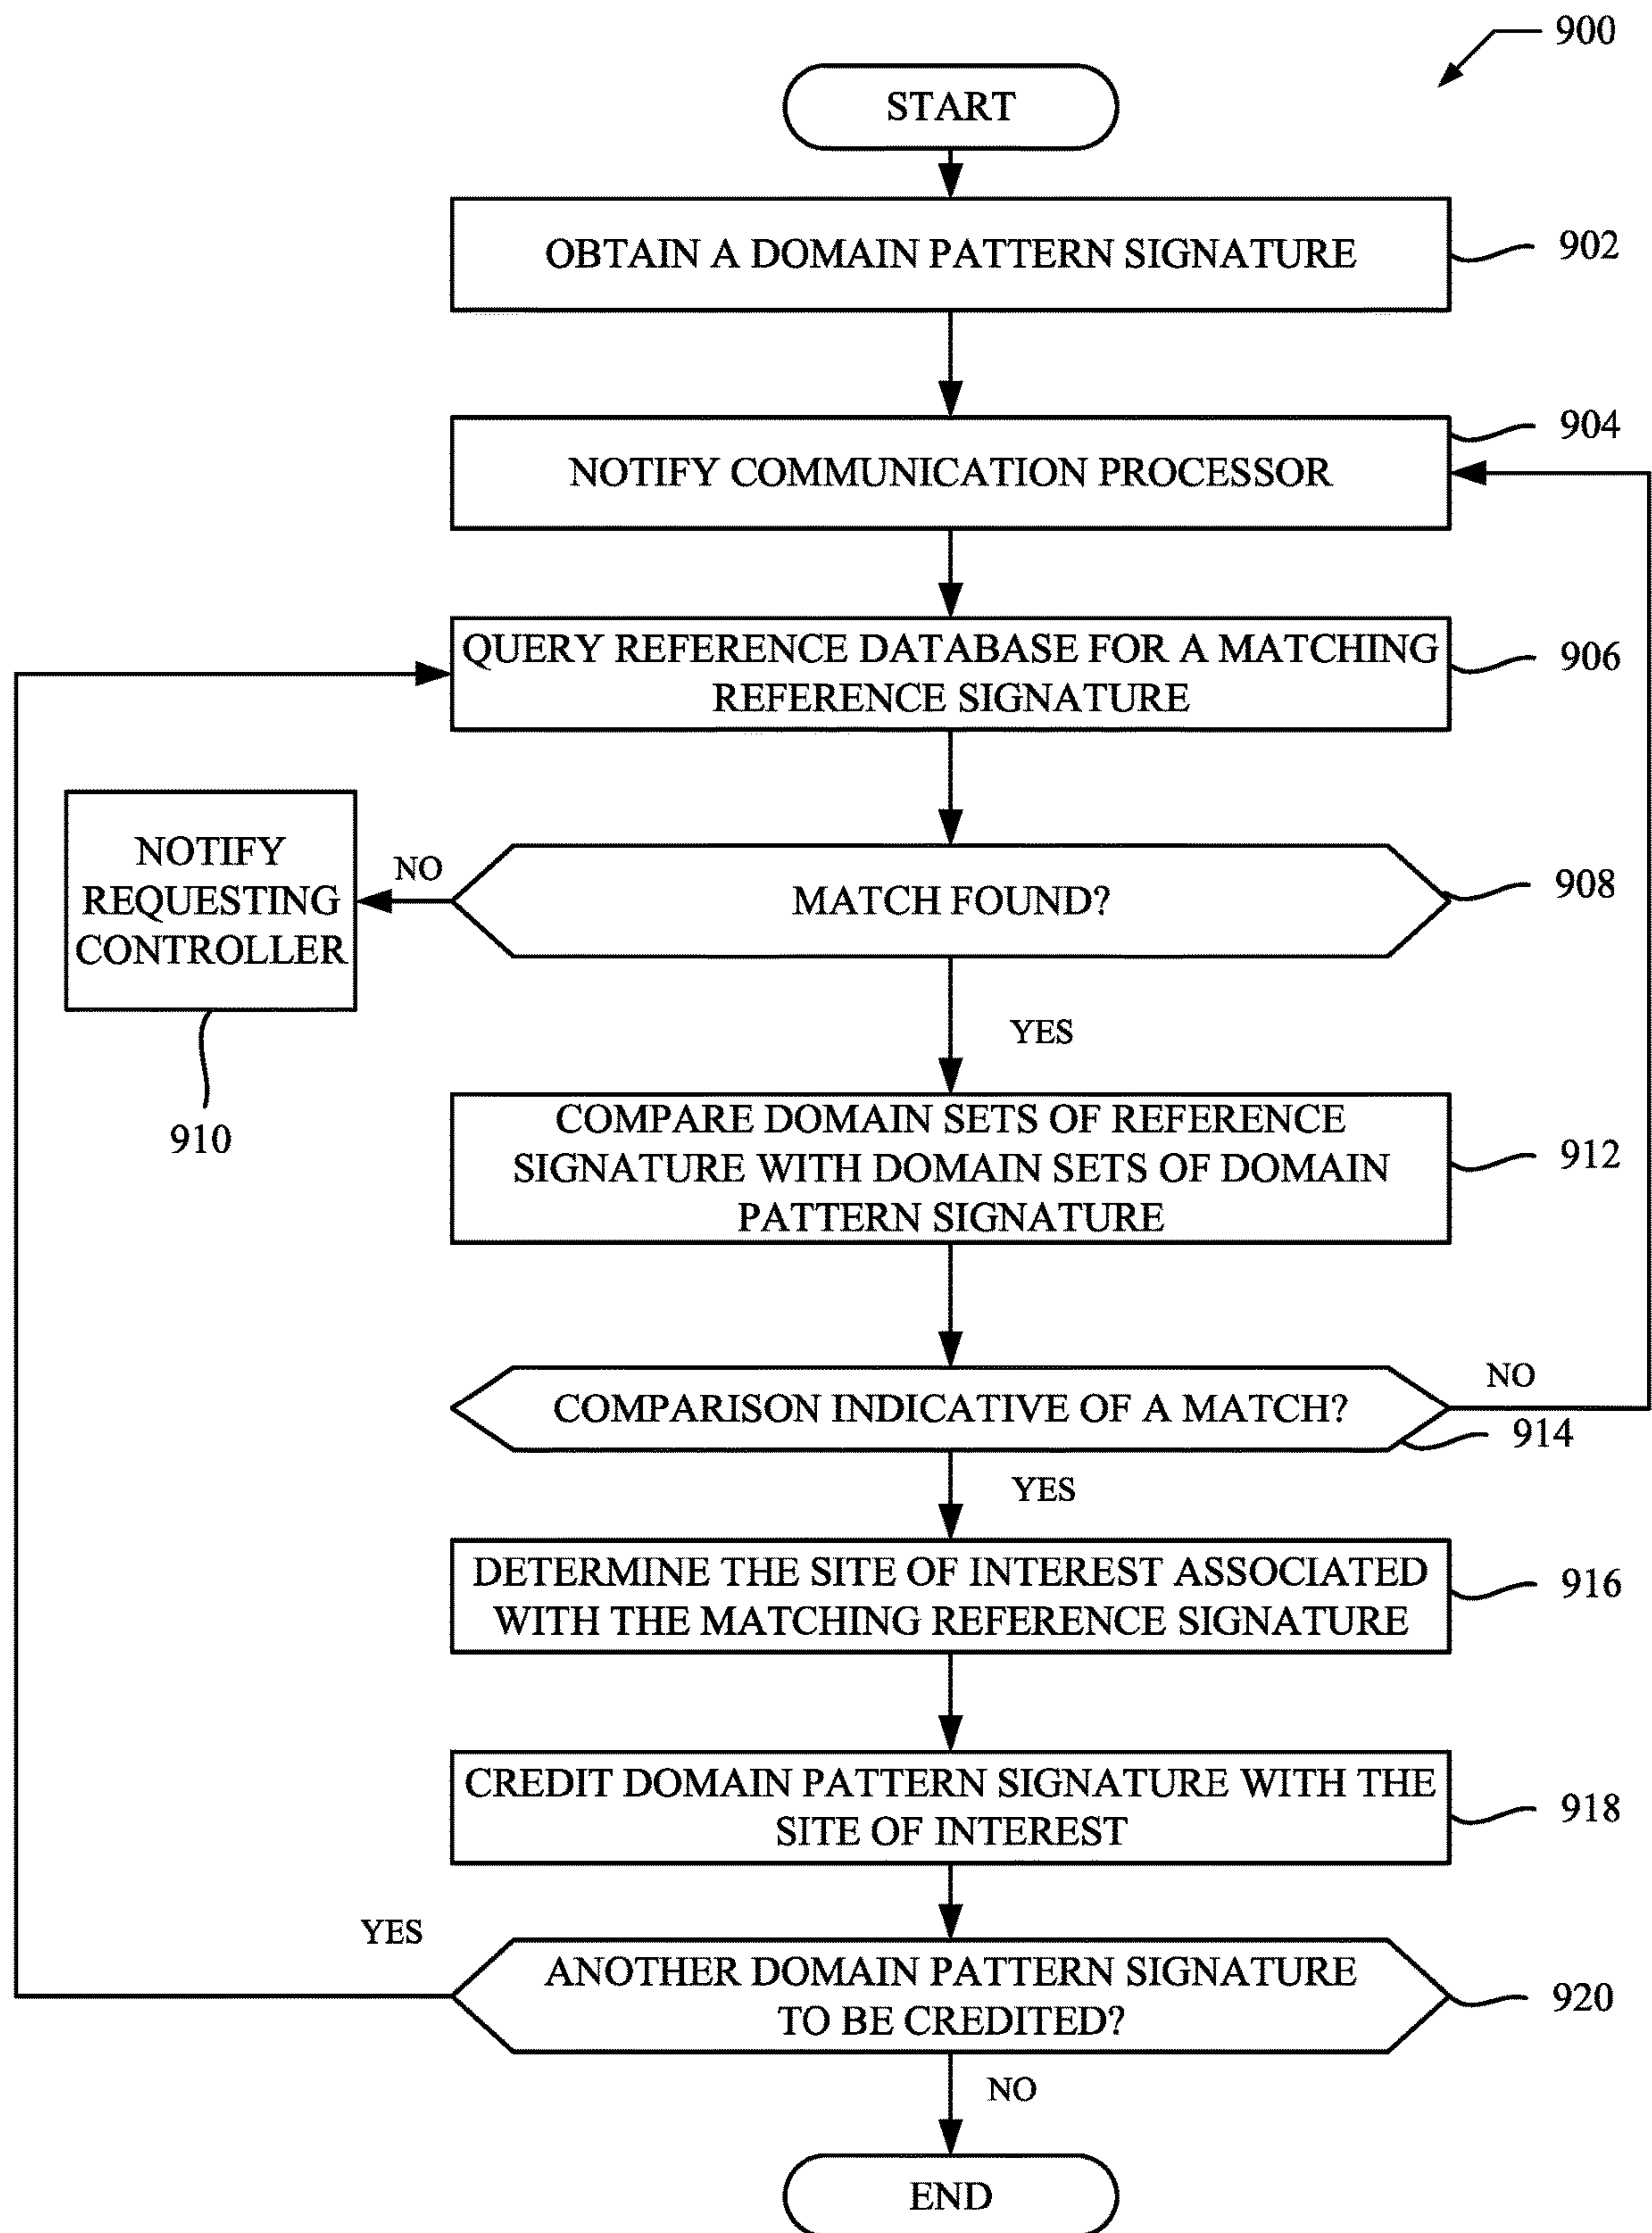 900
START
OBTAIN A DOMAIN PATTERN SIGNATURE
902
904
NOTIFY COMMUNICATION PROCESSOR
QUERY REFERENCE DATABASE FOR A MATCHING
REFERENCE SIGNATURE
906
NOTIFY
REQUESTING
CONTROLLER
NO
MATCH FOUND?
908
YES
910
COMPARE DOMAIN SETS OF REFERENCE
SIGNATURE WITH DOMAIN SETS OF DOMAIN
PATTERN SIGNATURE
912
NO
COMPARISON INDICATIVE OF A MATCH?
914
YES
DETERMINE THE SITE OF INTEREST ASSOCIATED
WITH THE MATCHING REFERENCE SIGNATURE
916
CREDIT DOMAIN PATTERN SIGNATURE WITH THE
SITE OF INTEREST
918
YES
ANOTHER DOMAIN PATTERN SIGNATURE
TO BE CREDITED?
920
NO
END